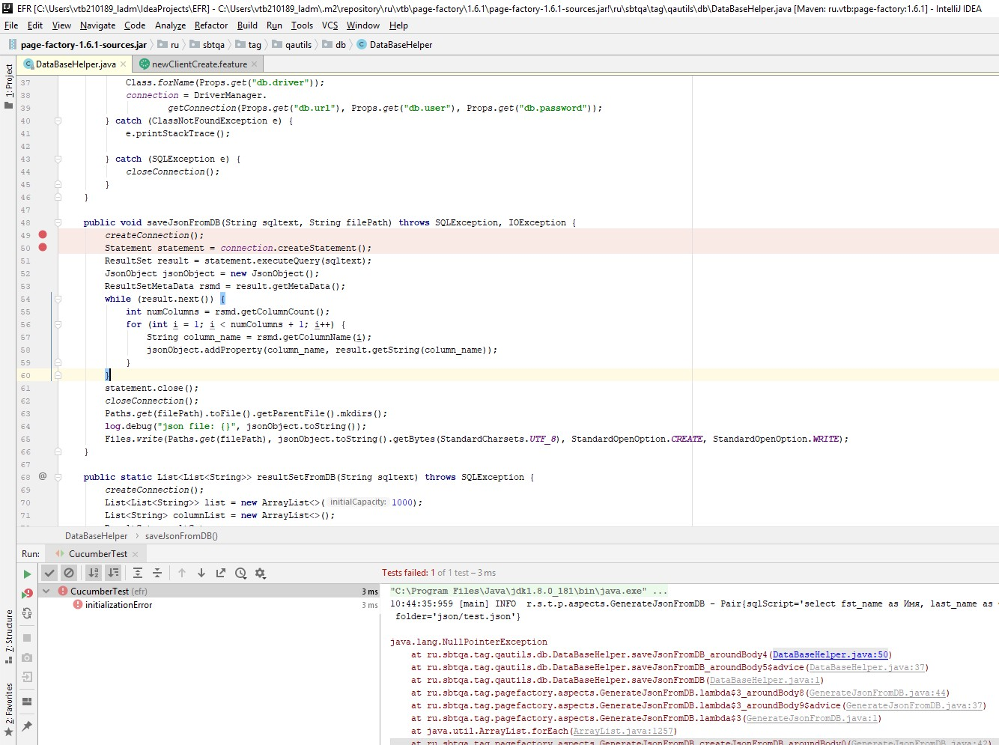 EFR [C:\Users\vtb210189_ladm\IdeaProjects\EFR] - C:\Users\vtb210189_ladm\.m2\repository\ru\vtb\page-factory\1.6.1\page-factory-1.6.1-sources.jar!\ru\sbtqa\tag\qautils\db\DataBaseHelper.java [Maven: ru.vtb:page-factory:1.6.1] - IntelliJ IDEA
File Edit View Navigate Code Analyze Refactor Build Run Tools VCS Window Help
page-factory-1.6.1-sources.jar ru sbtqa tag qautils db DataBaseHelper
DataBaseHelper.java newClientCreate.feature
1: Project
37 Class.forName(Props.get("db.driver"));
38 connection = DriverManager.
39 getConnection(Props.get("db.url"), Props.get("db.user"), Props.get("db.password"));
40 } catch (ClassNotFoundException e) {
41 e.printStackTrace();
42
43 } catch (SQLException e) {
44 closeConnection();
45 }
46 }
47
48 public void saveJsonFromDB(String sqltext, String filePath) throws SQLException, IOException {
49 createConnection();
50 Statement statement = connection.createStatement();
51 ResultSet result = statement.executeQuery(sqltext);
52 JsonObject jsonObject = new JsonObject();
53 ResultSetMetaData rsmd = result.getMetaData();
54 while (result.next()) {
55 int numColumns = rsmd.getColumnCount();
56 for (int i = 1; i < numColumns + 1; i++) {
57 String column_name = rsmd.getColumnName(i);
58 jsonObject.addProperty(column_name, result.getString(column_name));
59 }
60 }
61 statement.close();
62 closeConnection();
63 Paths.get(filePath).toFile().getParentFile().mkdirs();
64 log.debug("json file: {}", jsonObject.toString());
65 Files.write(Paths.get(filePath), jsonObject.toString().getBytes(StandardCharsets.UTF_8), StandardOpenOption.CREATE, StandardOpenOption.WRITE);
66 }
67
68 @ public static List<List<String>> resultSetFromDB(String sqltext) throws SQLException {
69 createConnection();
70 List<List<String>> list = new ArrayList<>( initialCapacity: 1000);
71 List<String> columnList = new ArrayList<>();
DataBaseHelper saveJsonFromDB()
Run: CucumberTest
Tests failed: 1 of 1 test – 3 ms
CucumberTest (efr) 3 ms
initializationError 3 ms
7: Structure
2: Favorites
"C:\Program Files\Java\jdk1.8.0_181\bin\java.exe" ...
10:44:35:959 [main] INFO r.s.t.p.aspects.GenerateJsonFromDB - Pair{sqlScript='select fst_name as Имя, last_name as
folder='json/test.json'}
java.lang.NullPointerException
at ru.sbtqa.tag.qautils.db.DataBaseHelper.saveJsonFromDB_aroundBody4(DataBaseHelper.java:50)
at ru.sbtqa.tag.qautils.db.DataBaseHelper.saveJsonFromDB_aroundBody5$advice(DataBaseHelper.java:37)
at ru.sbtqa.tag.qautils.db.DataBaseHelper.saveJsonFromDB(DataBaseHelper.java:1)
at ru.sbtqa.tag.pagefactory.aspects.GenerateJsonFromDB.lambda$3_aroundBody8(GenerateJsonFromDB.java:44)
at ru.sbtqa.tag.pagefactory.aspects.GenerateJsonFromDB.lambda$3_aroundBody9$advice(GenerateJsonFromDB.java:37)
at ru.sbtqa.tag.pagefactory.aspects.GenerateJsonFromDB.lambda$3(GenerateJsonFromDB.java:1)
at java.util.ArrayList.forEach(ArrayList.java:1257)
at ru.sbtqa.tag.pagefactory.aspects.GenerateJsonFromDB.createJsonFromDB_aroundBody0(GenerateJsonFromDB.java:42)